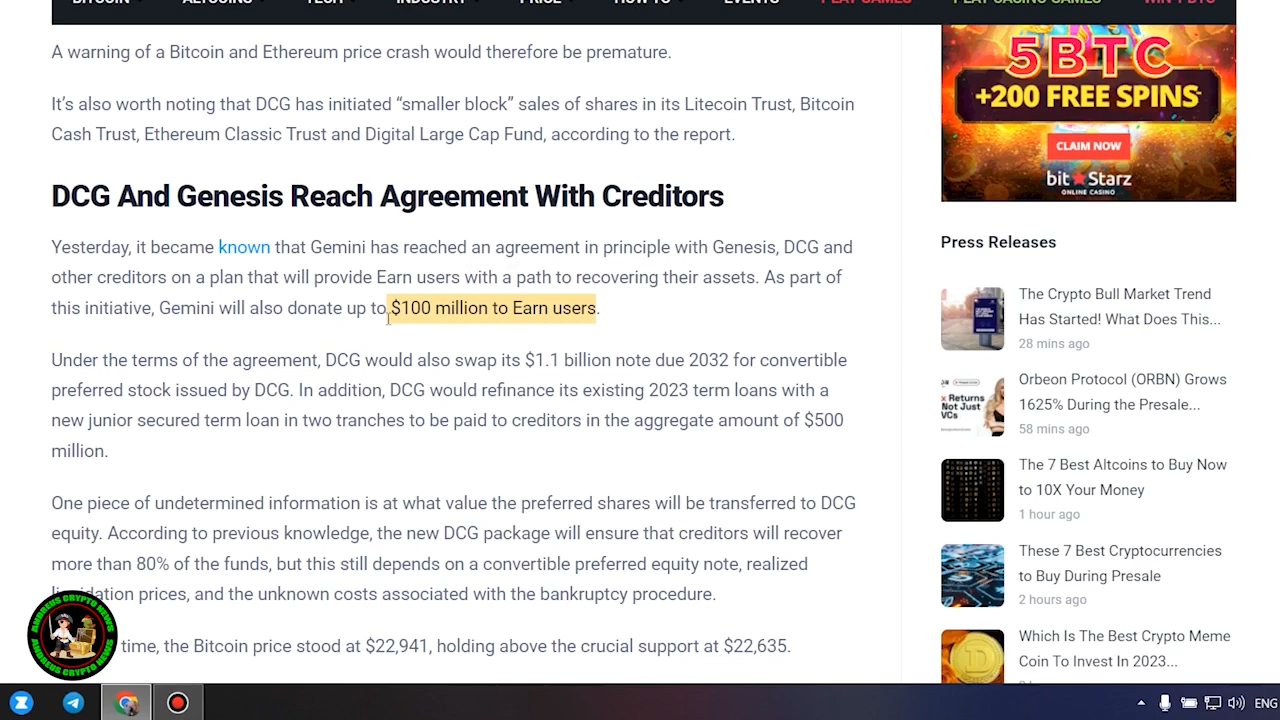 BITCOIN ALTCOINS TECH INDUSTRY PRICE HOW TO EVENTS PLAY GAMES PLAY CASINO GAMES WIN 1 BTC
A warning of a Bitcoin and Ethereum price cash would therefore be premature.
It's also worth noting that DCG has initiated “smaller block” sales of shares in its Litecoin Trust, Bitcoin
Cash Trust, Ethereum Classic Trust and Digital Large Cap Fund, according to the report.
DCG And Genesis Reach Agreement With Creditors
Yesterday, it became known that Gemini has reached an agreement in principle with Genesis, DCG and
other creditors on a plan that will provide Earn users with a path to recovering their assets. As part of
this initiative, Gemini will also donate up to $100 million to Earn users.
Under the terms of the agreement, DCG would also swap its $1.1 billion note due 2032 for convertible
preferred stock issued by DCG. In addition, DCG would refinance its existing 2023 term loans with a
new junior secured term loan in two tranches to be paid to creditors in the aggregate amount of $500
million.
One piece of undetermined information is at what value the preferred shares will be transferred to DCG
equity. According to previous knowledge, the new DCG package will ensure that creditors will recover
more than 80% of the funds, but this still depends on a convertible preferred equity note, realized
liquidation prices, and the unknown costs associated with the bankruptcy procedure.
time, the Bitcoin price stood at $22,941, holding above the crucial support at $22,635.
5 BTC
+200 FREE SPINS
CLAIM NOW
bitStarz
ONLINE CASINO
Press Releases
The Crypto Bull Market Trend
Has Started! What Does This...
28 mins ago
Orbeon Protocol (ORBN) Grows
1625% During the Presale...
58 mins ago
x Returns
Not Just
VCs
The 7 Best Altcoins to Buy Now
to 10X Your Money
1 hour ago
These 7 Best Cryptocurrencies
to Buy During Presale
2 hours ago
Which Is The Best Crypto Meme
Coin To Invest In 2023...
ANDREUS CRYPTO NEWS
ANDREUS CRYPTO NEWS
ENG